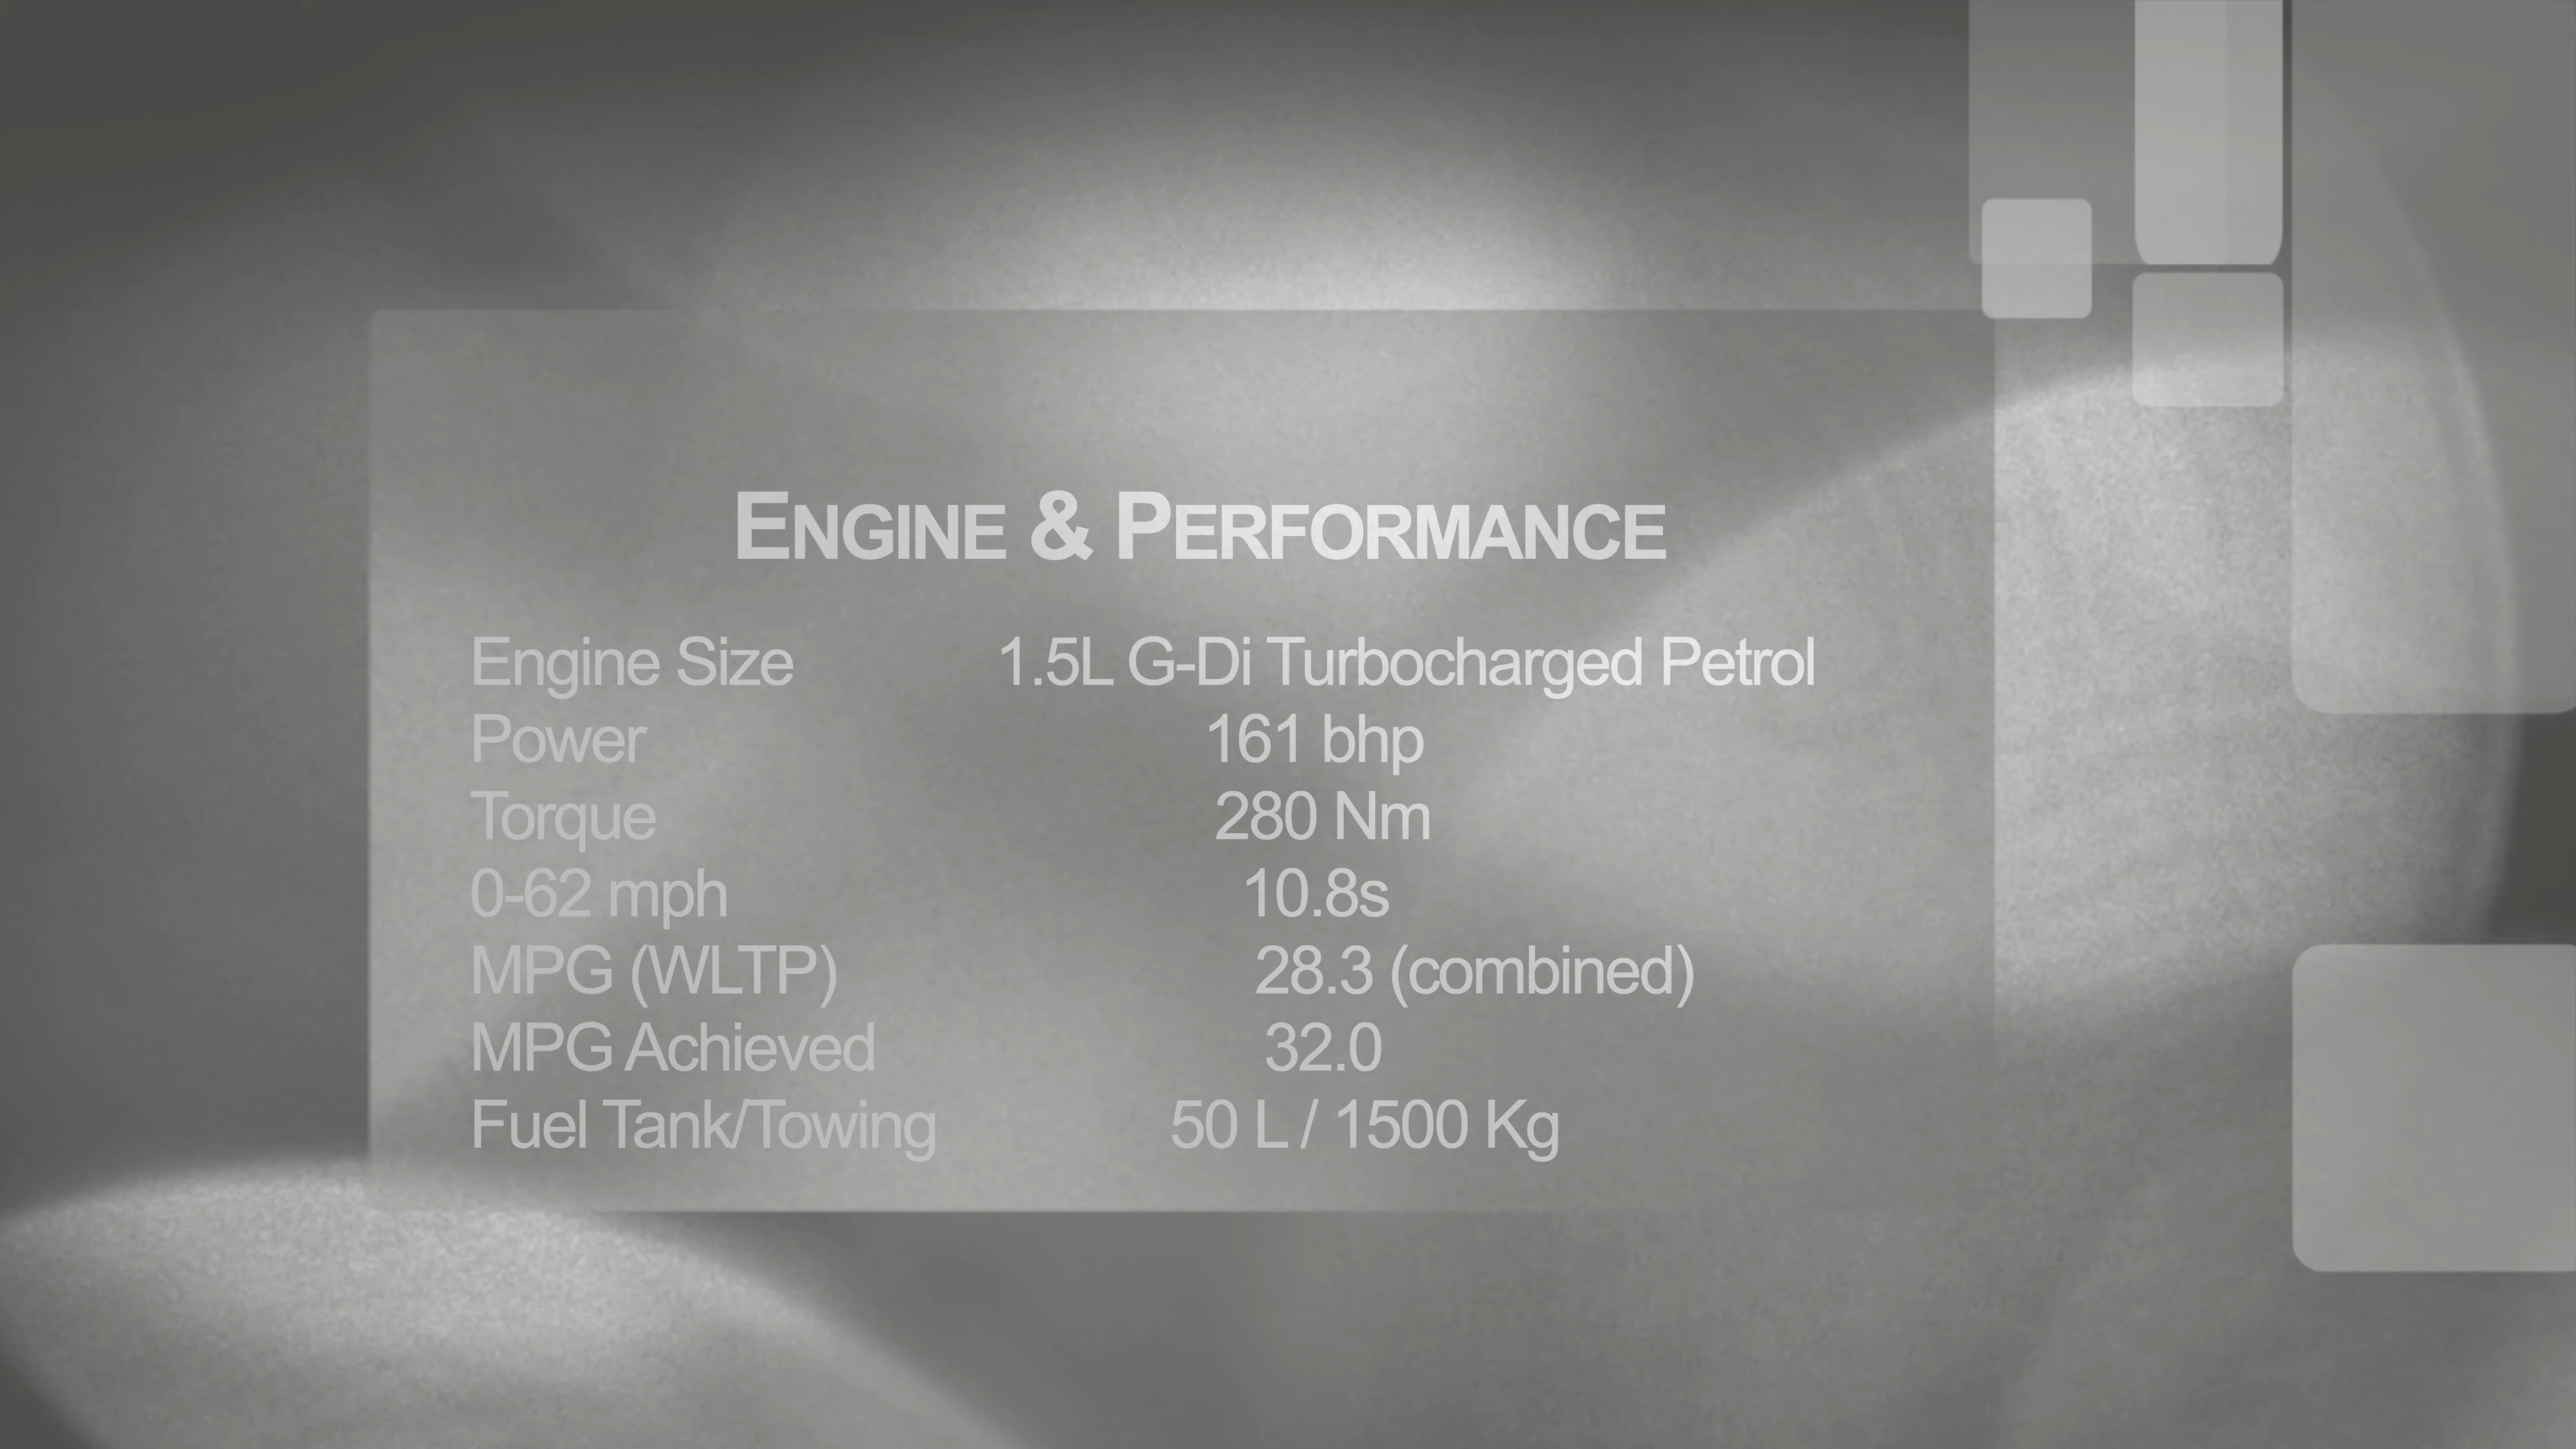 ENGINE & PERFORMANCE
Engine Size 1.5L G-Di Turbocharged Petrol
Power 161 bhp
Torque 280 Nm
0-62 mph 10.8s
MPG (WLTP) 28.3 (combined)
MPG Achieved 32.0
Fuel Tank/Towing 50 L / 1500 Kg